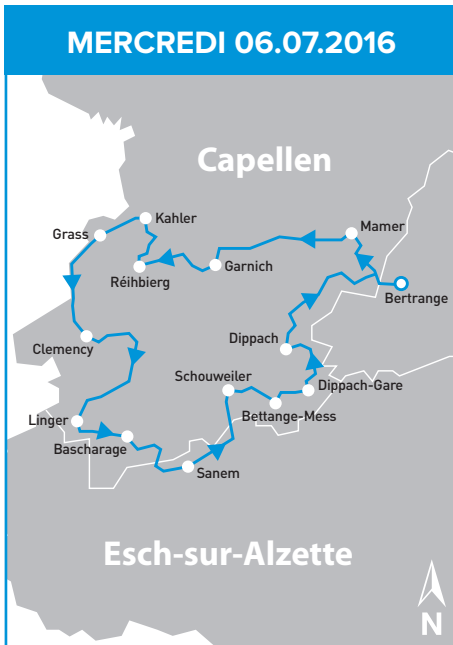 MERCREDI 06.07.2016
Capellen
Kahler
Mamer
Grass
Garnich
Réihbierg
Bertrange
Dippach
Clemency
Schouweiler
Dippach-Gare
Linger
Bettange-Mess
Bascharage
Sanem
Esch-sur-Alzette
N